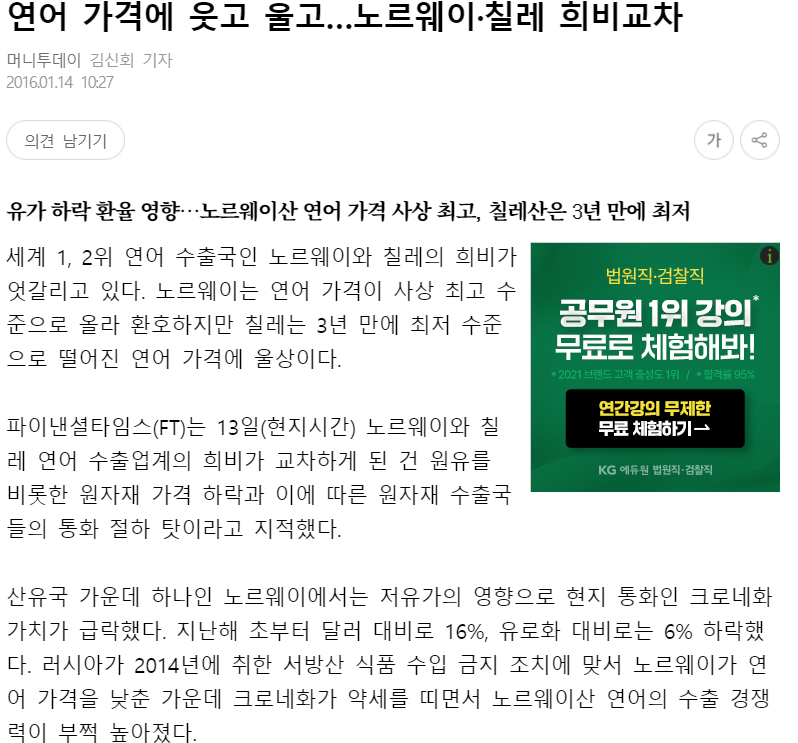 연어 가격에 웃고 울고…노르웨이·칠레 희비교차
머니투데이 김신회 기자
2016.01.14 10:27
의견 남기기
가
유가 하락 환율 영향…노르웨이산 연어 가격 사상 최고, 칠레산은 3년 만에 최저
세계 1, 2위 연어 수출국인 노르웨이와 칠레의 희비가
엇갈리고 있다. 노르웨이는 연어 가격이 사상 최고 수
준으로 올라 환호하지만 칠레는 3년 만에 최저 수준
으로 떨어진 연어 가격에 울상이다.
파이낸셜타임스(FT)는 13일(현지시간) 노르웨이와 칠
레 연어 수출업계의 희비가 교차하게 된 건 원유를
비롯한 원자재 가격 하락과 이에 따른 원자재 수출국
들의 통화 절하 탓이라고 지적했다.
i
법원직·검찰직
공무원 1위 강의*
무료로 체험해봐!
*2021 브랜드 고객 충성도 1위 / *합격률 95%
연간강의 무제한
무료 체험하기→
KG 에듀원 법원직·검찰직
산유국 가운데 하나인 노르웨이에서는 저유가의 영향으로 현지 통화인 크로네화
가치가 급락했다. 지난해 초부터 달러 대비로 16%, 유로화 대비로는 6% 하락했
다. 러시아가 2014년에 취한 서방산 식품 수입 금지 조치에 맞서 노르웨이가 연
어 가격을 낮춘 가운데 크로네화가 약세를 띠면서 노르웨이산 연어의 수출 경쟁
력이 부쩍 높아졌다.